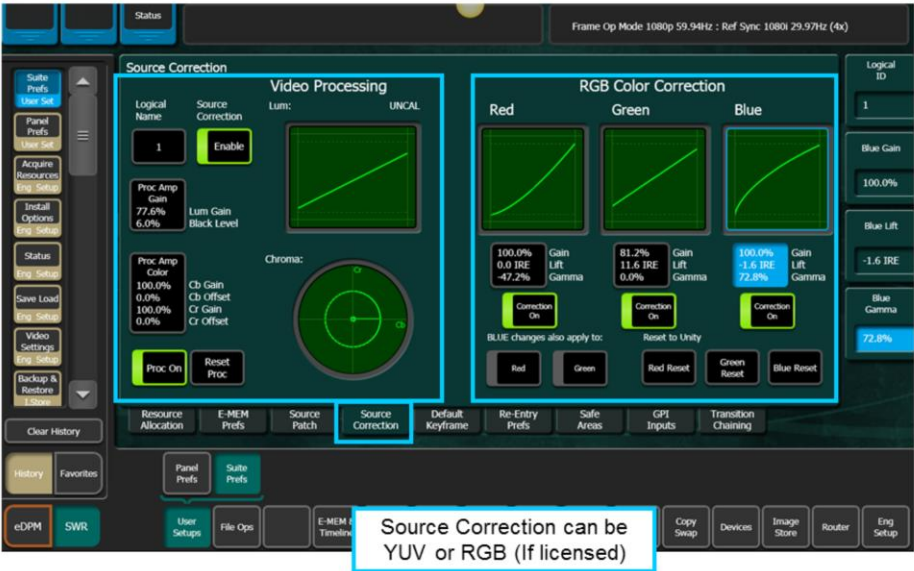 Status
Frame Op Mode 1080p 59.94Hz : Ref Sync 1080i 29.97Hz (4x)
Suite
Prefs
User Set
Panel
Prefs
User Set
Acquire
Resources
Eng Setup
Install
Options
Eng Setup
Status
Eng Setup
Save Load
Eng Setup
Video
Settings
Eng Setup
Backup &
Restore
I.Store
Clear History
History Favorites
eDPM SWR
Source Correction
Video Processing
Logical
Name
Source
Correction
Lum: UNCAL
1
Enable
Proc Amp
Gain
77.6% Lum Gain
6.0% Black Level
Proc Amp
Color
100.0% Cb Gain
0.0% Cb Offset
100.0% Cr Gain
0.0% Cr Offset
Chroma:
Cr
Cb
Proc On
Reset
Proc
RGB Color Correction
Red Green Blue
100.0% Gain
0.0 IRE Lift
-47.2% Gamma
81.2% Gain
11.6 IRE Lift
0.0% Gamma
100.0% Gain
-1.6 IRE Lift
72.8% Gamma
Correction
On
Correction
On
Correction
On
BLUE changes also apply to: Reset to Unity
Red
Green
Red Reset
Green
Reset
Blue Reset
Logical
ID
1
Blue Gain
100.0%
Blue Lift
-1.6 IRE
Blue
Gamma
72.8%
Resource
Allocation
E-MEM
Prefs
Source
Patch
Source
Correction
Default
Keyframe
Re-Entry
Prefs
Safe
Areas
GPI
Inputs
Transition
Chaining
Panel
Prefs
Suite
Prefs
User
Setups
File Ops
E-MEM &
Timeline
Copy
Swap
Devices
Image
Store
Router
Eng
Setup
Source Correction can be
YUV or RGB (If licensed)